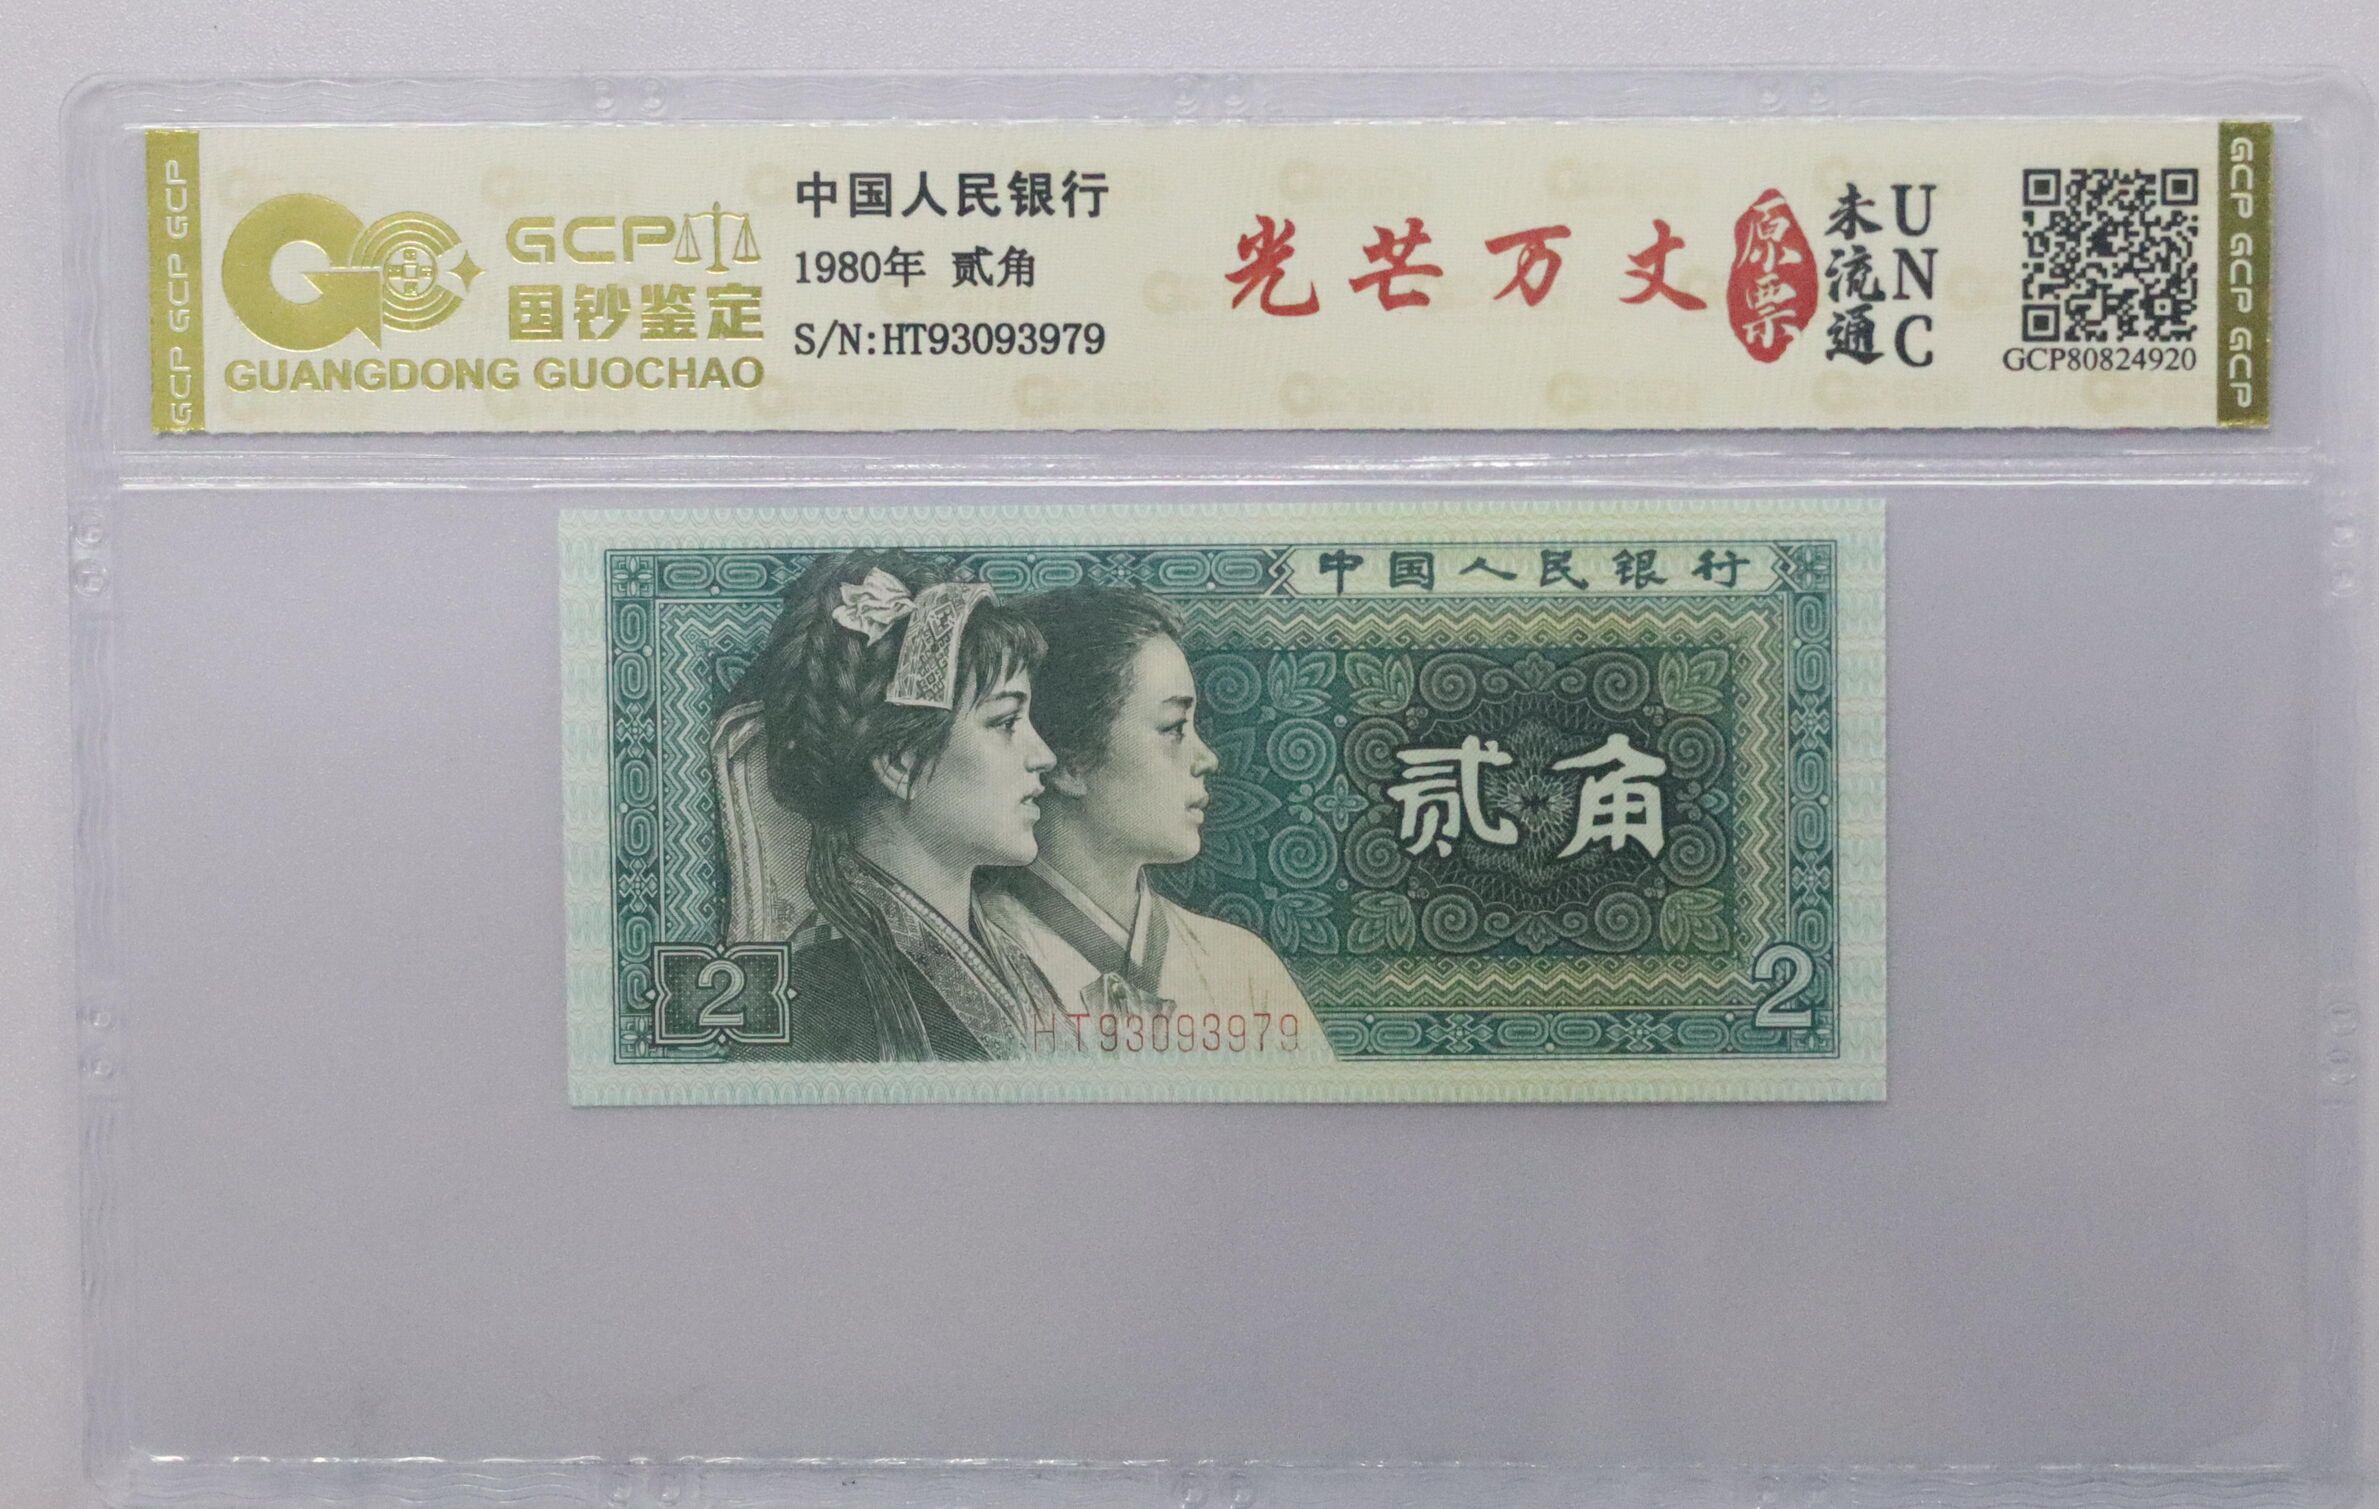 GCP GCP GCP
GCP
国钞鉴定
GUANGDONG GUOCHAO
中国人民银行
1980年 贰角
S/N:HT93093979
光芒万丈
原票
未流通
UNC
GCP80824920
GCP GCP GCP
中国人民银行
贰角
2
2
HT93093979